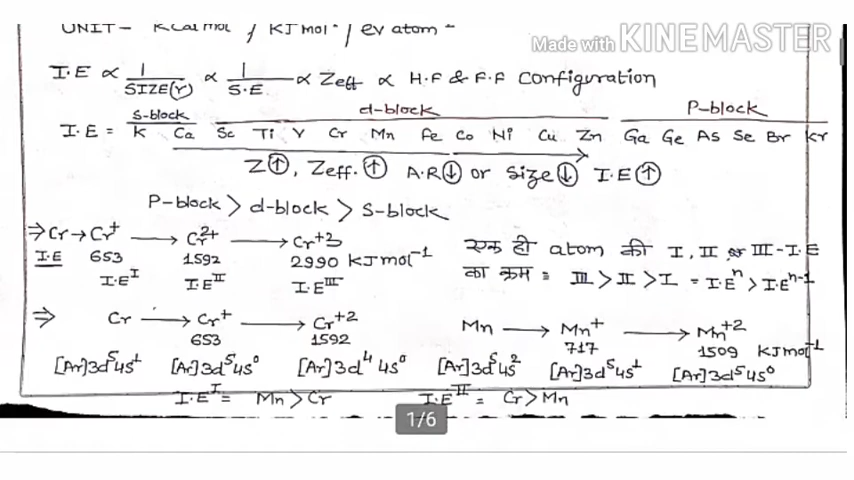 UNIT- Kcal mol / KJ mol⁻¹ / ev atom⁻¹
Made with KINEMASTER
I.E ∝ 1/SIZE(r) ∝ 1/S.E ∝ Zeff ∝ H.F & F.F Configuration
S-block d-block P-block
I.E = K Ca Sc Ti V Cr Mn Fe Co Ni Cu Zn Ga Ge As Se Br Kr
Z↑, Zeff.↑ A.R↓ or Size↓ I.E↑
P-block > d-block > S-block
⇒ Cr → Cr⁺ → Cr²⁺ → Cr⁺³
I.E 653 1592 2990 KJmol⁻¹
I.Eᴵ I.Eᴵᴵ I.Eᴵᴵᴵ
एक ही atom की I, II or III - I.E
का क्रम = III > II > I = I.Eⁿ > I.Eⁿ⁻¹
⇒ Cr → Cr⁺ → Cr⁺²
653 1592
[Ar]3d⁵4s¹ [Ar]3d⁵4s⁰ [Ar]3d⁴4s⁰
Mn → Mn⁺ → Mn⁺²
717 1509 KJmol⁻¹
[Ar]3d⁵4s² [Ar]3d⁵4s¹ [Ar]3d⁵4s⁰
I.Eᴵ = Mn > Cr I.Eᴵᴵ = Cr > Mn
1/6